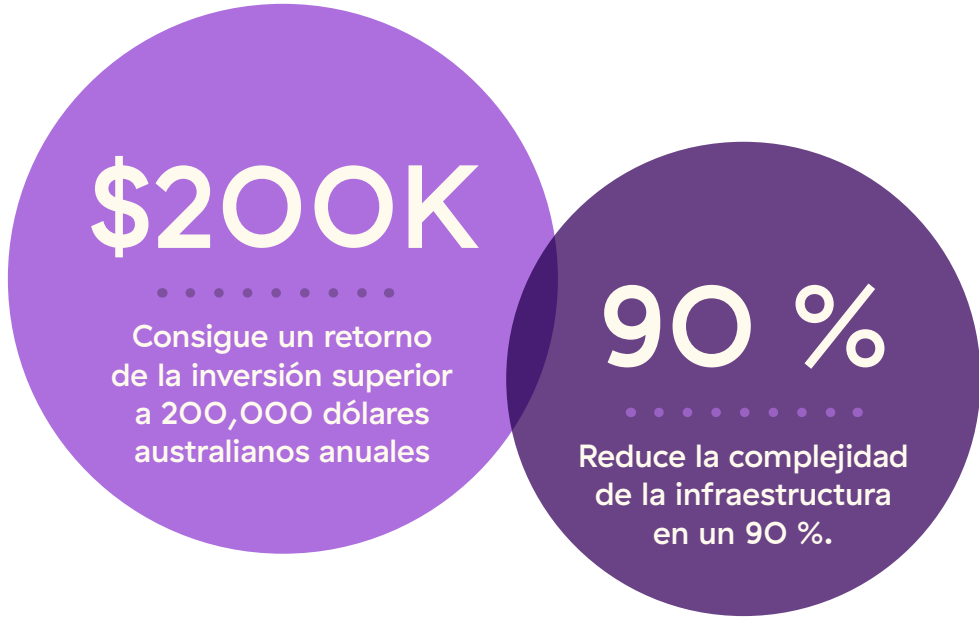 $200K
Consigue un retorno
de la inversión superior
a 200,000 dólares
australianos anuales
90 %
Reduce la complejidad
de la infraestructura
en un 90 %.